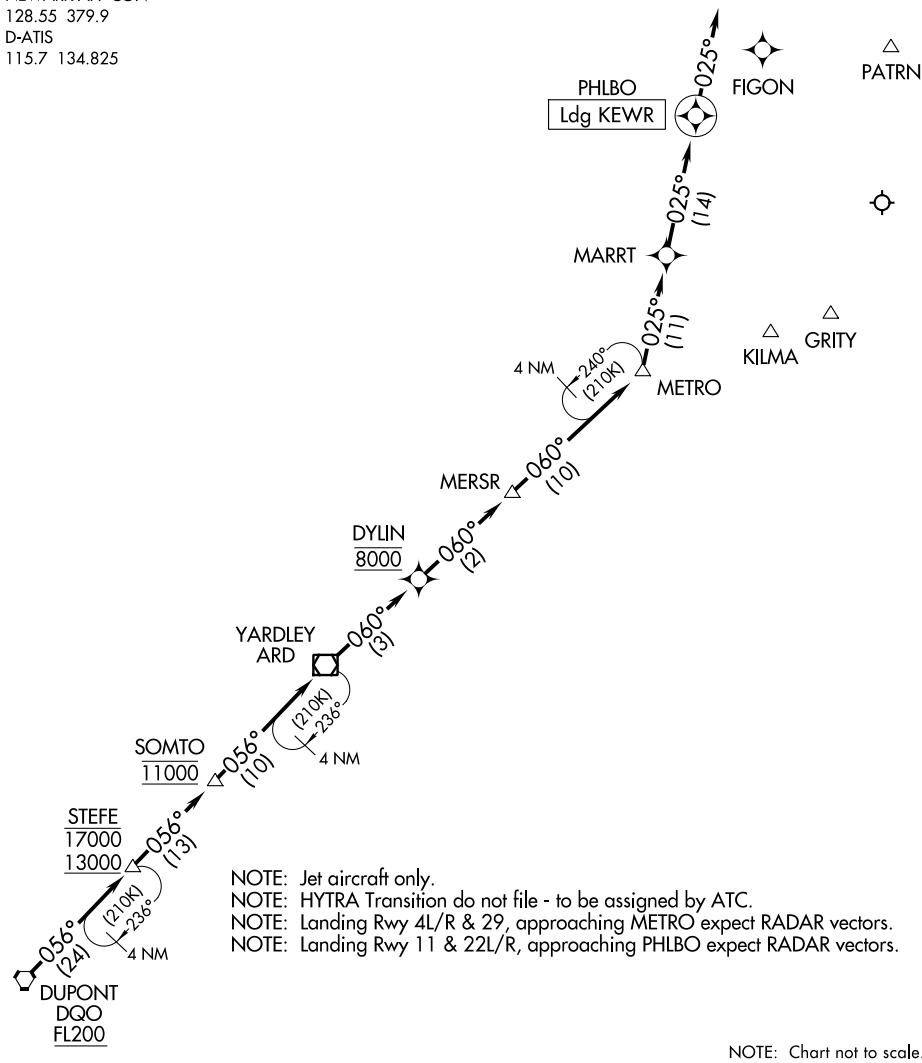 128.55 379.9
D-ATIS
115.7 134.825
025°
FIGON
PATRN
PHLBO
Ldg KEWR
025°
(14)
MARRT
025°
(11)
KILMA
GRITY
4 NM
240°
(210K)
METRO
060°
(10)
MERSR
DYLIN
8000
060°
(2)
YARDLEY
ARD
060°
(3)
(210K)
236°
4 NM
SOMTO
11000
056°
(10)
STEFE
17000
13000
056°
(13)
(210K)
236°
4 NM
056°
(24)
DUPONT
DQO
FL200
NOTE: Jet aircraft only.
NOTE: HYTRA Transition do not file - to be assigned by ATC.
NOTE: Landing Rwy 4L/R & 29, approaching METRO expect RADAR vectors.
NOTE: Landing Rwy 11 & 22L/R, approaching PHLBO expect RADAR vectors.
NOTE: Chart not to scale